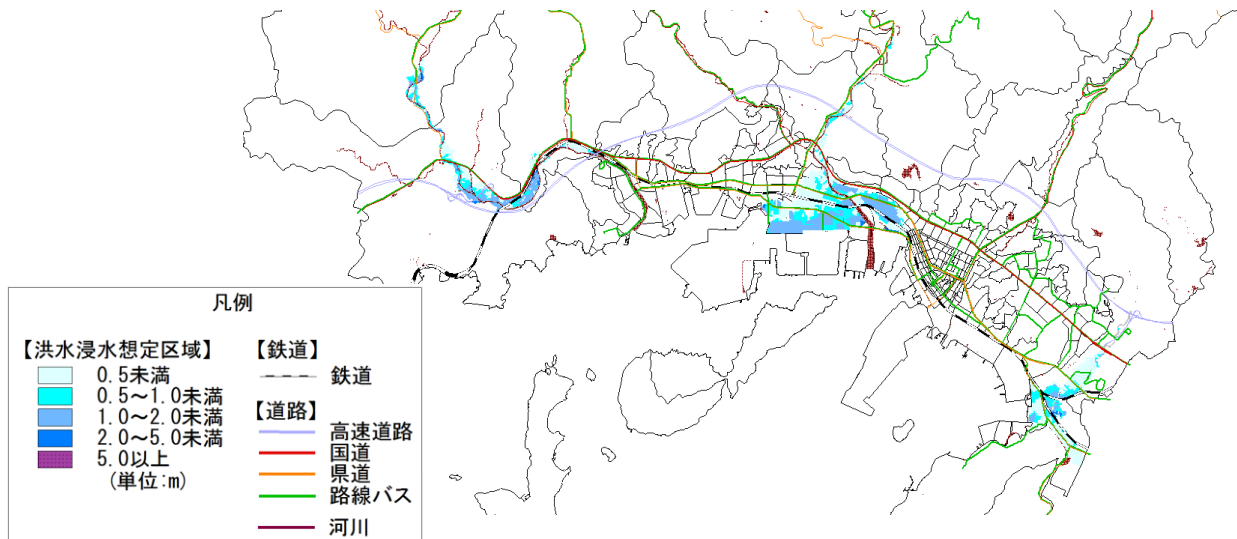 凡例
【洪水浸水想定区域】
0.5未満
0.5～1.0未満
1.0～2.0未満
2.0～5.0未満
5.0以上
(単位:m)
【鉄道】
鉄道
【道路】
高速道路
国道
県道
路線バス
河川